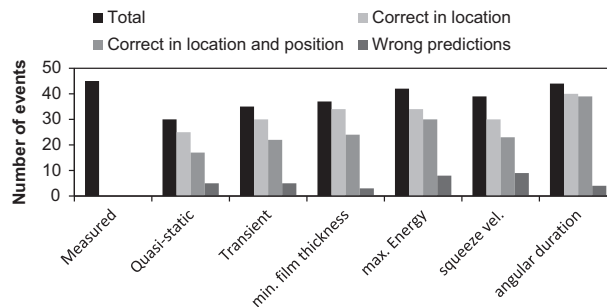 Total Correct in location
Correct in location and position Wrong predictions
Number of events
50
40
30
20
10
0
Measured
Quasi-static
Transient
min. film thickness
max. Energy
squeeze vel.
angular duration